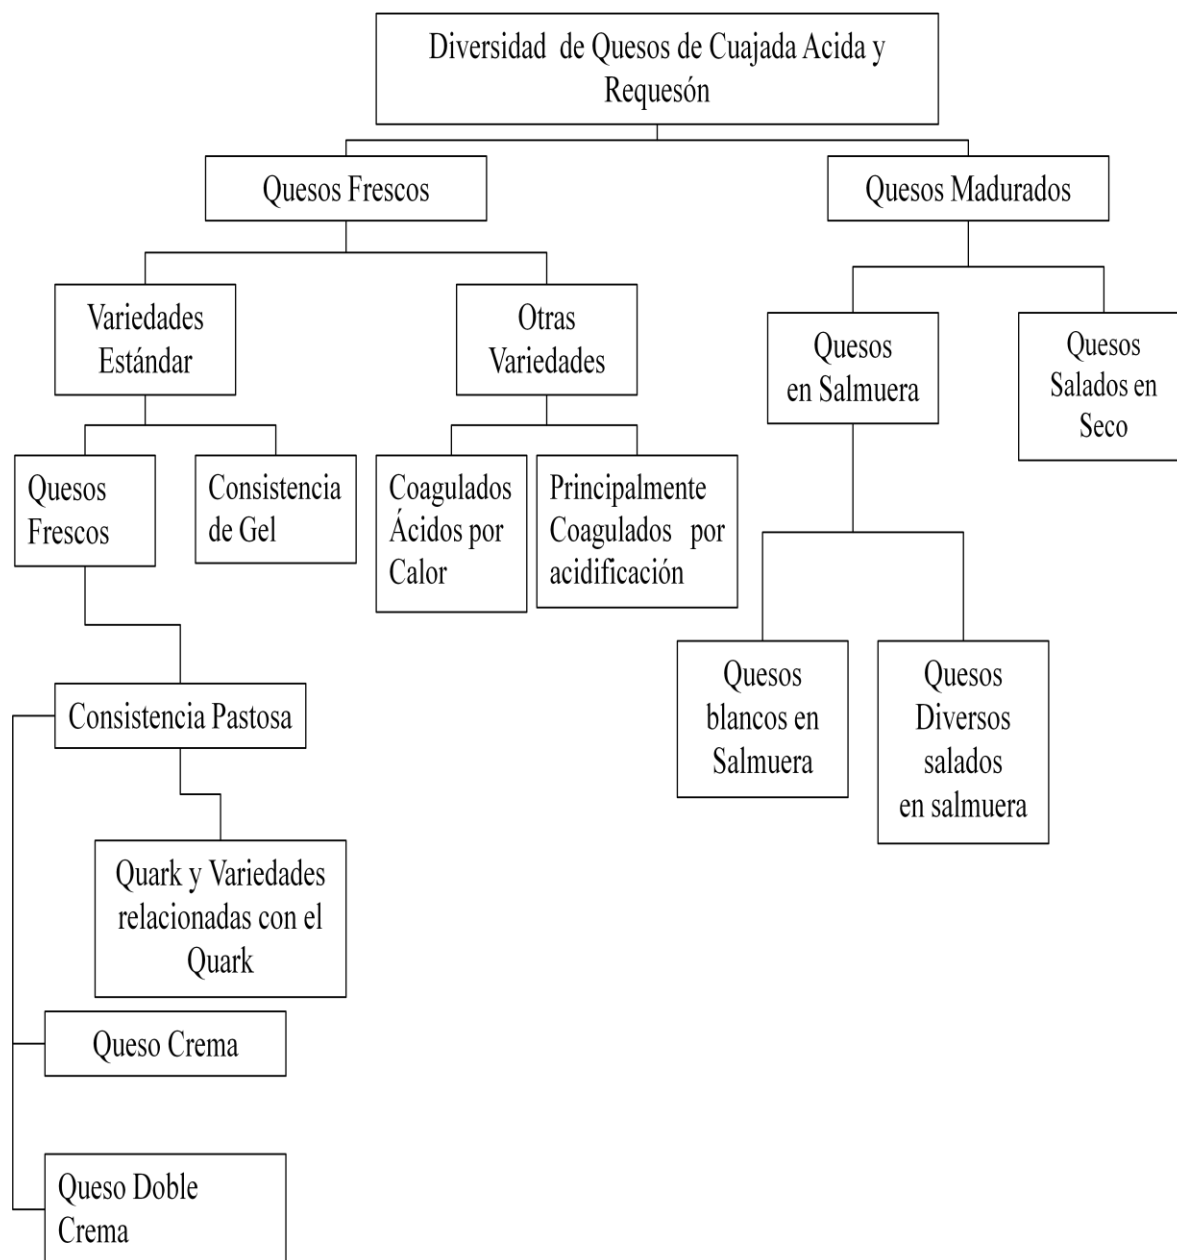 Diversidad de Quesos de Cuajada Acida y
Requesón
Quesos Frescos
Quesos Madurados
Variedades
Estándar
Otras
Variedades
Quesos
en Salmuera
Quesos
Salados en
Seco
Quesos
Frescos
Consistencia
de Gel
Coagulados
Ácidos por
Calor
Principalmente
Coagulados por
acidificación
Quesos
blancos en
Salmuera
Quesos
Diversos
salados
en salmuera
Consistencia Pastosa
Quark y Variedades
relacionadas con el
Quark
Queso Crema
Queso Doble
Crema